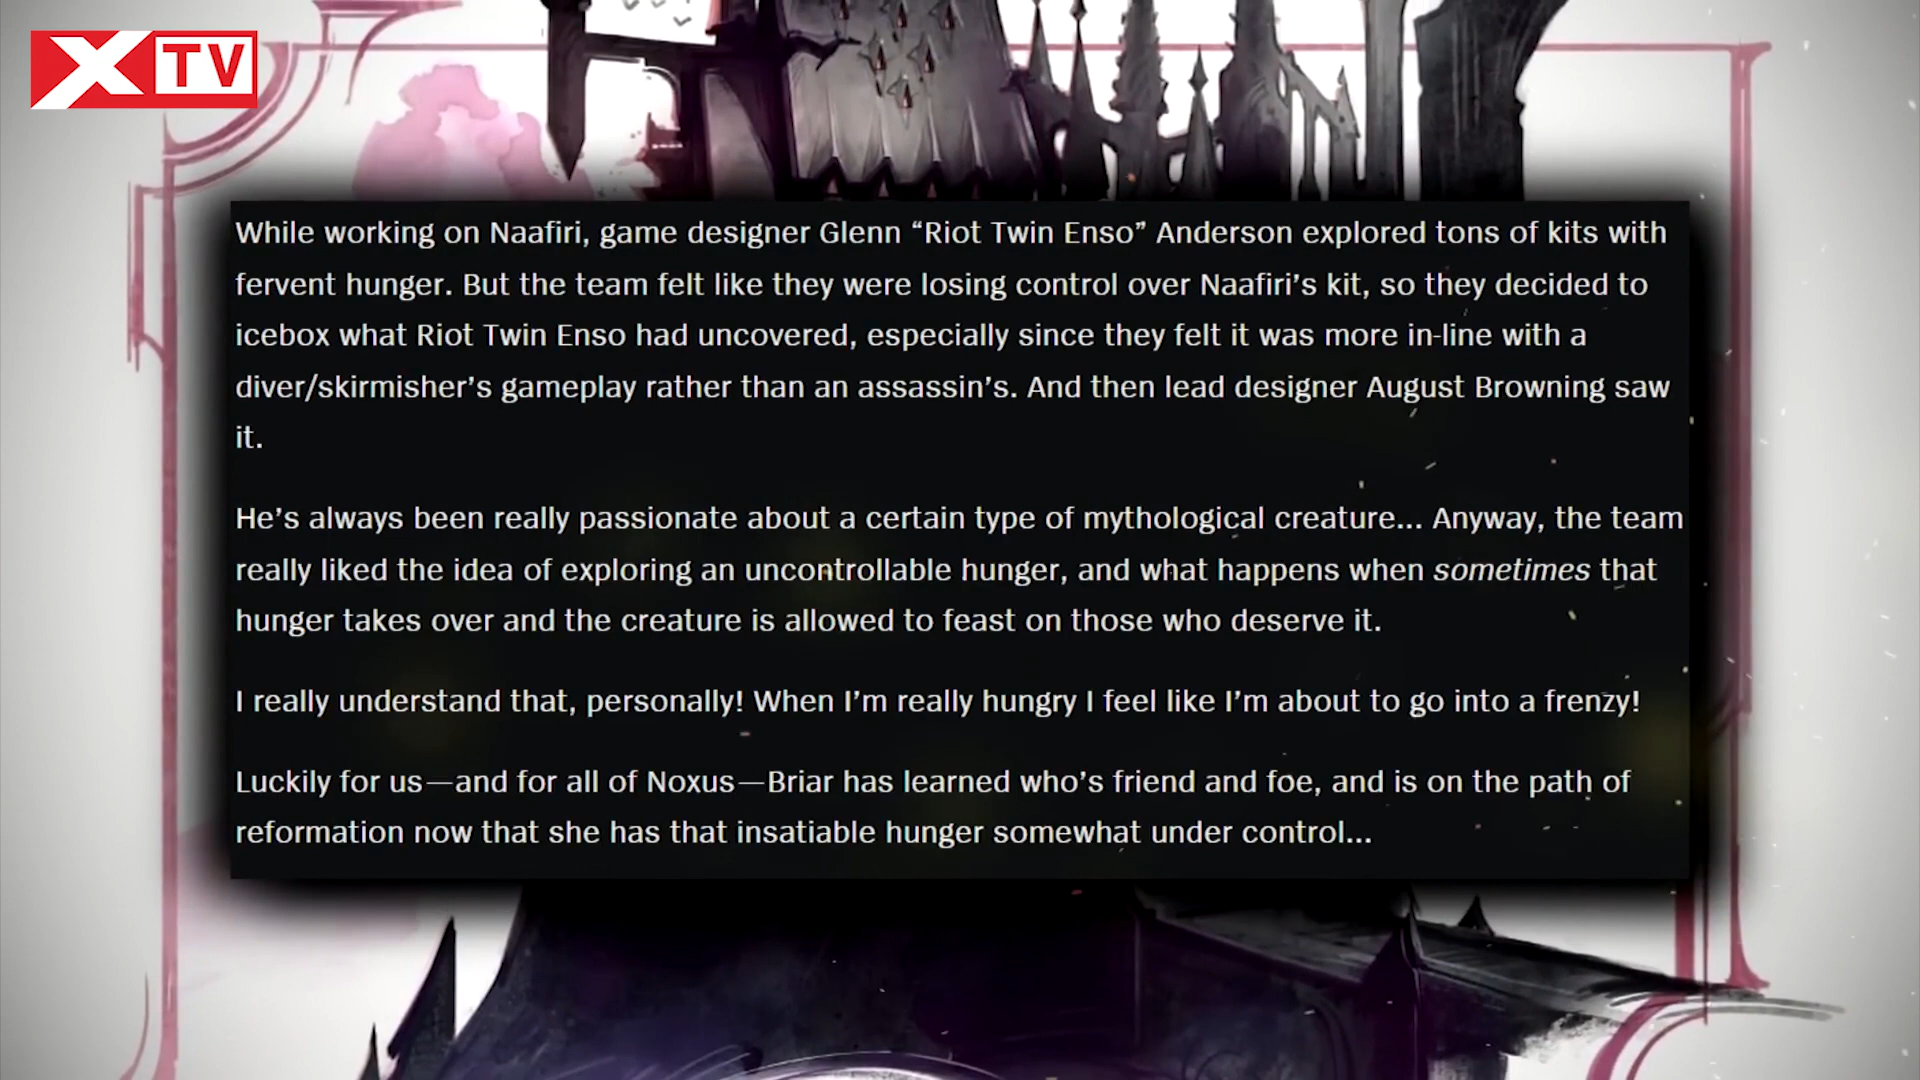 XTV
While working on Naafiri, game designer Glenn “Riot Twin Enso” Anderson explored tons of kits with
fervent hunger. But the team felt like they were losing control over Naafiri’s kit, so they decided to
icebox what Riot Twin Enso had uncovered, especially since they felt it was more in-line with a
diver/skirmisher’s gameplay rather than an assassin’s. And then lead designer August Browning saw
it.
He’s always been really passionate about a certain type of mythological creature... Anyway, the team
really liked the idea of exploring an uncontrollable hunger, and what happens when sometimes that
hunger takes over and the creature is allowed to feast on those who deserve it.
I really understand that, personally! When I’m really hungry I feel like I’m about to go into a frenzy!
Luckily for us—and for all of Noxus—Briar has learned who’s friend and foe, and is on the path of
reformation now that she has that insatiable hunger somewhat under control...